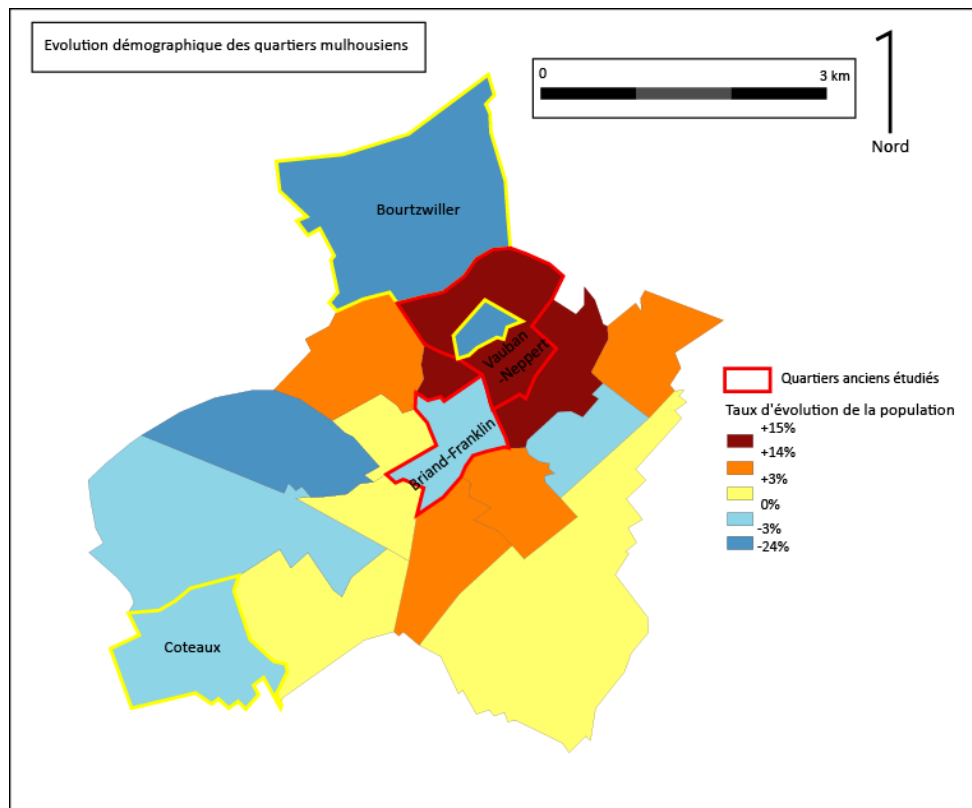 Evolution démographique des quartiers mulhousiens
0
3 km
Nord
Bourtzwiller
Vauban
-Neppert
Briand-Franklin
Coteaux
Quartiers anciens étudiés
Taux d'évolution de la population
+15%
+14%
+3%
0%
-3%
-24%